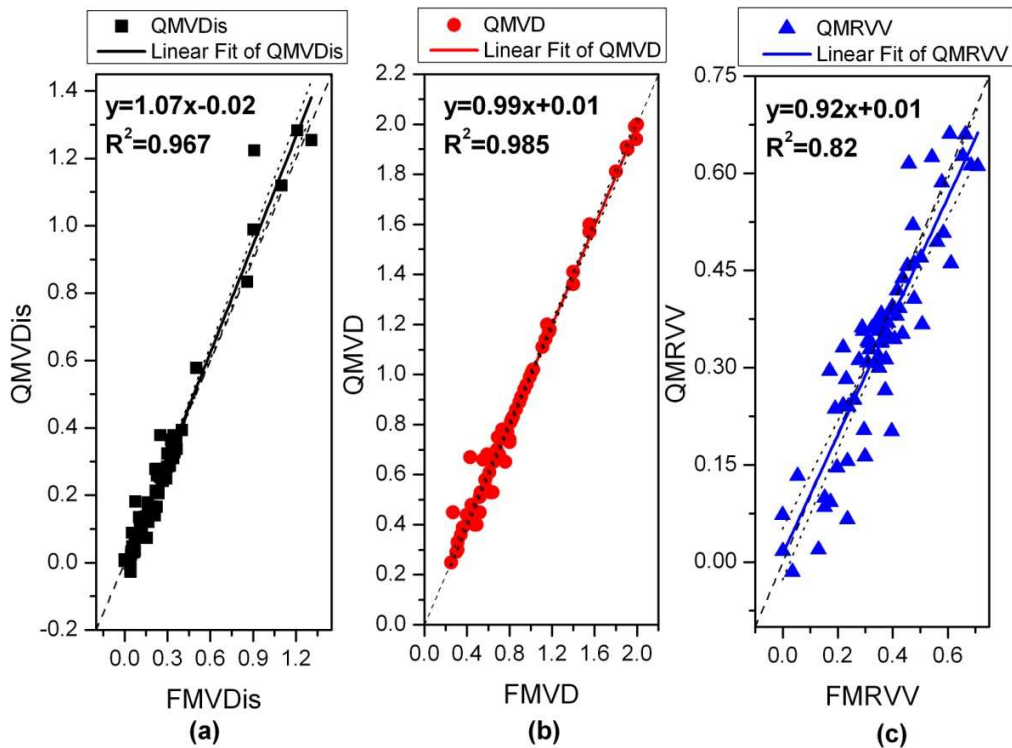 QMVDis
Linear Fit of QMVDis
y=1.07x-0.02
R²=0.967
1.4
1.2
1.0
0.8
0.6
0.4
0.2
0.0
-0.2
QMVDis
0.0 0.3 0.6 0.9 1.2
FMVDis
(a)
QMVD
Linear Fit of QMVD
y=0.99x+0.01
R²=0.985
2.2
2.0
1.8
1.6
1.4
1.2
1.0
0.8
0.6
0.4
0.2
0.0
QMVD
0.0 0.4 0.8 1.2 1.6 2.0
FMVD
(b)
QMRVV
Linear Fit of QMRVV
y=0.92x+0.01
R²=0.82
0.75
0.60
0.45
0.30
0.15
0.00
QMRVV
0.0 0.2 0.4 0.6
FMRVV
(c)